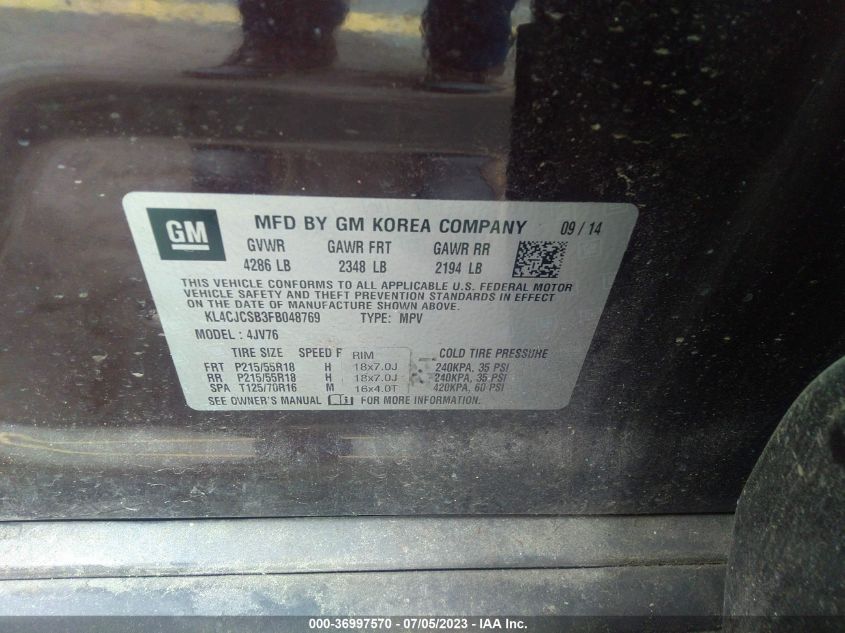 GM
MFD BY GM KOREA COMPANY 09 / 14
GVWR GAWR FRT GAWR RR
4286 LB 2348 LB 2194 LB
THIS VEHICLE CONFORMS TO ALL APPLICABLE U.S. FEDERAL MOTOR
VEHICLE SAFETY AND THEFT PREVENTION STANDARDS IN EFFECT
ON DATE OF MANUFACTURE SHOWN ABOVE.
KL4CJCSB3FB048769 TYPE: MPV
MODEL : 4JV76
TIRE SIZE SPEED RIM COLD TIRE PRESSURE
FRT P215/55R18 H 18x7.0J 240KPA, 35 PSI
RR P215/55R18 H 18x7.0J 240KPA, 35 PSI
SPA T125/70R16 M 16x4.0T 420KPA, 60 PSI
SEE OWNER'S MANUAL FOR MORE INFORMATION.
000-36997570 - 07/05/2023 - © IAA Inc.